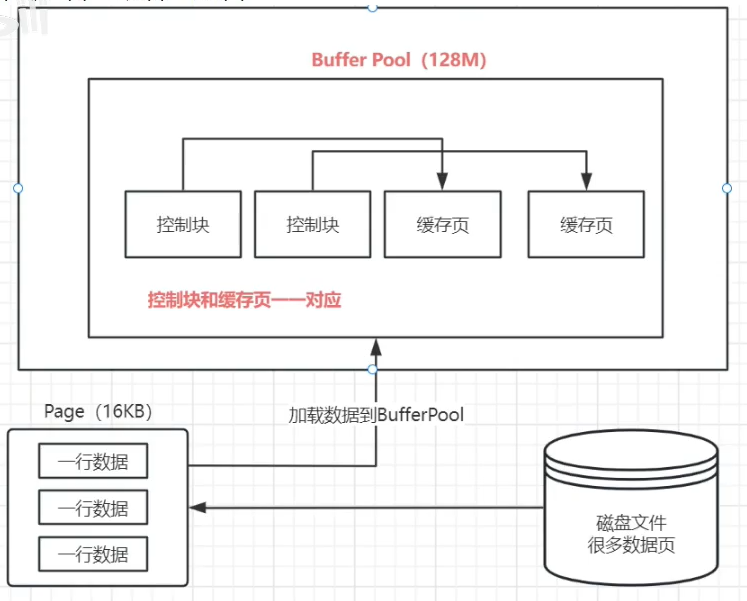 Buffer Pool（128M）
控制块
控制块
缓存页
缓存页
控制块和缓存页一一对应
Page（16KB）
加载数据到BufferPool
一行数据
一行数据
一行数据
磁盘文件
很多数据页